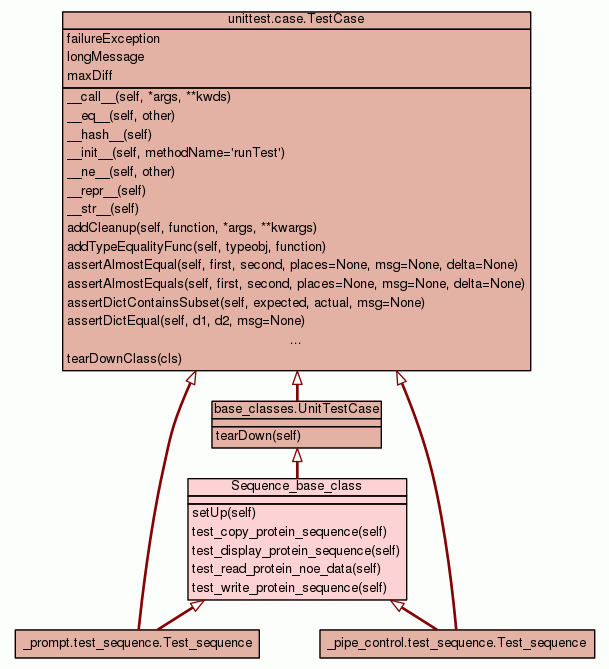 unittest.case.TestCase
failureException
longMessage
maxDiff
__call__(self, *args, **kwds)
__eq__(self, other)
__hash__(self)
__init__(self, methodName='runTest')
__ne__(self, other)
__repr__(self)
__str__(self)
addCleanup(self, function, *args, **kwargs)
addTypeEqualityFunc(self, typeobj, function)
assertAlmostEqual(self, first, second, places=None, msg=None, delta=None)
assertAlmostEquals(self, first, second, places=None, msg=None, delta=None)
assertDictContainsSubset(self, expected, actual, msg=None)
assertDictEqual(self, d1, d2, msg=None)
...
tearDownClass(cls)
base_classes.UnitTestCase
tearDown(self)
Sequence_base_class
setUp(self)
test_copy_protein_sequence(self)
test_display_protein_sequence(self)
test_read_protein_noe_data(self)
test_write_protein_sequence(self)
_prompt.test_sequence.Test_sequence
_pipe_control.test_sequence.Test_sequence